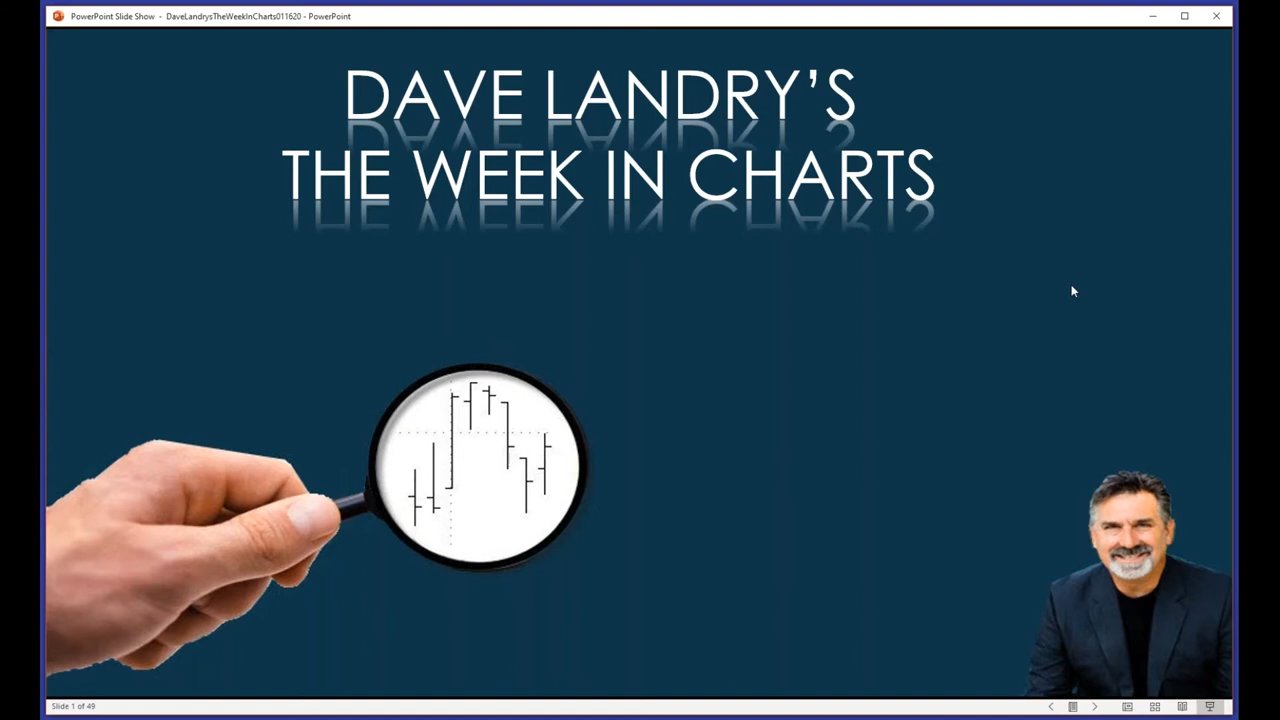 PowerPoint Slide Show - DaveLandrysTheWeekInCharts011620 - PowerPoint
DAVE LANDRY’S
THE WEEK IN CHARTS
Slide 1 of 49